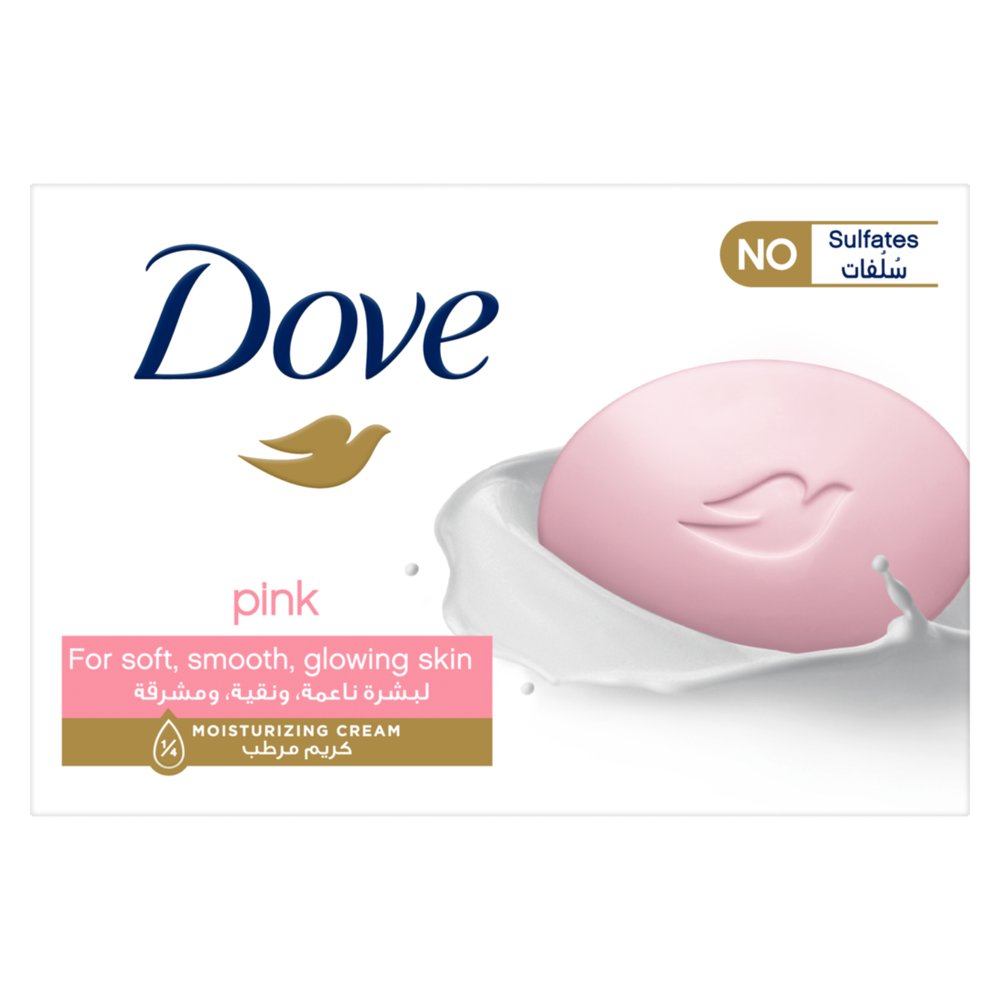 Dove
NO Sulfates
سُلْفات
pink
For soft, smooth, glowing skin
لبشرة ناعمة، ونقية، ومشرقة
1/4 MOISTURIZING CREAM
كريم مرطب